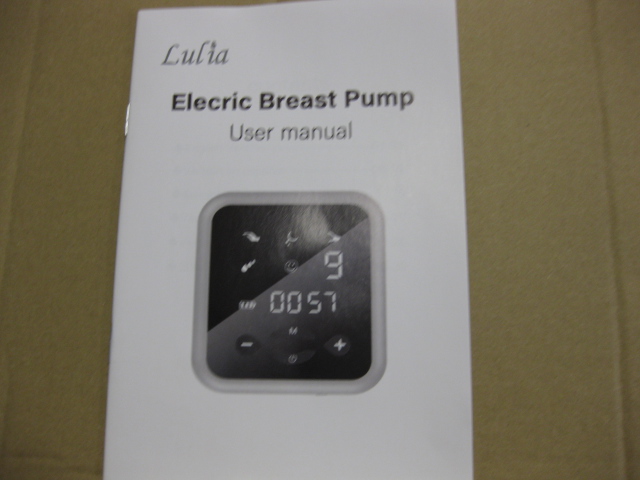 Lulia
Elecric Breast Pump
User manual
9
0057
M